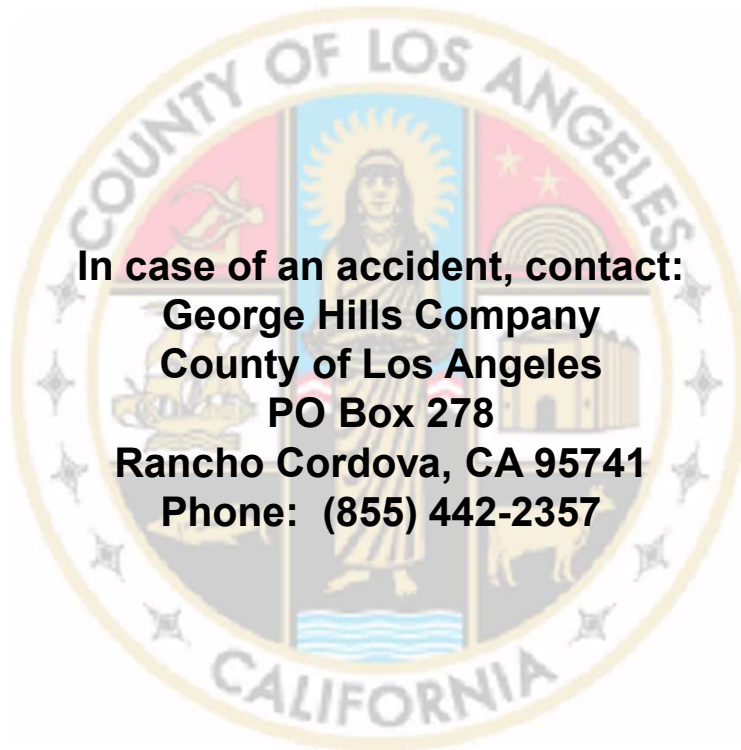 COUNTY OF LOS ANGELES
In case of an accident, contact:
George Hills Company
County of Los Angeles
PO Box 278
Rancho Cordova, CA 95741
Phone: (855) 442-2357
CALIFORNIA